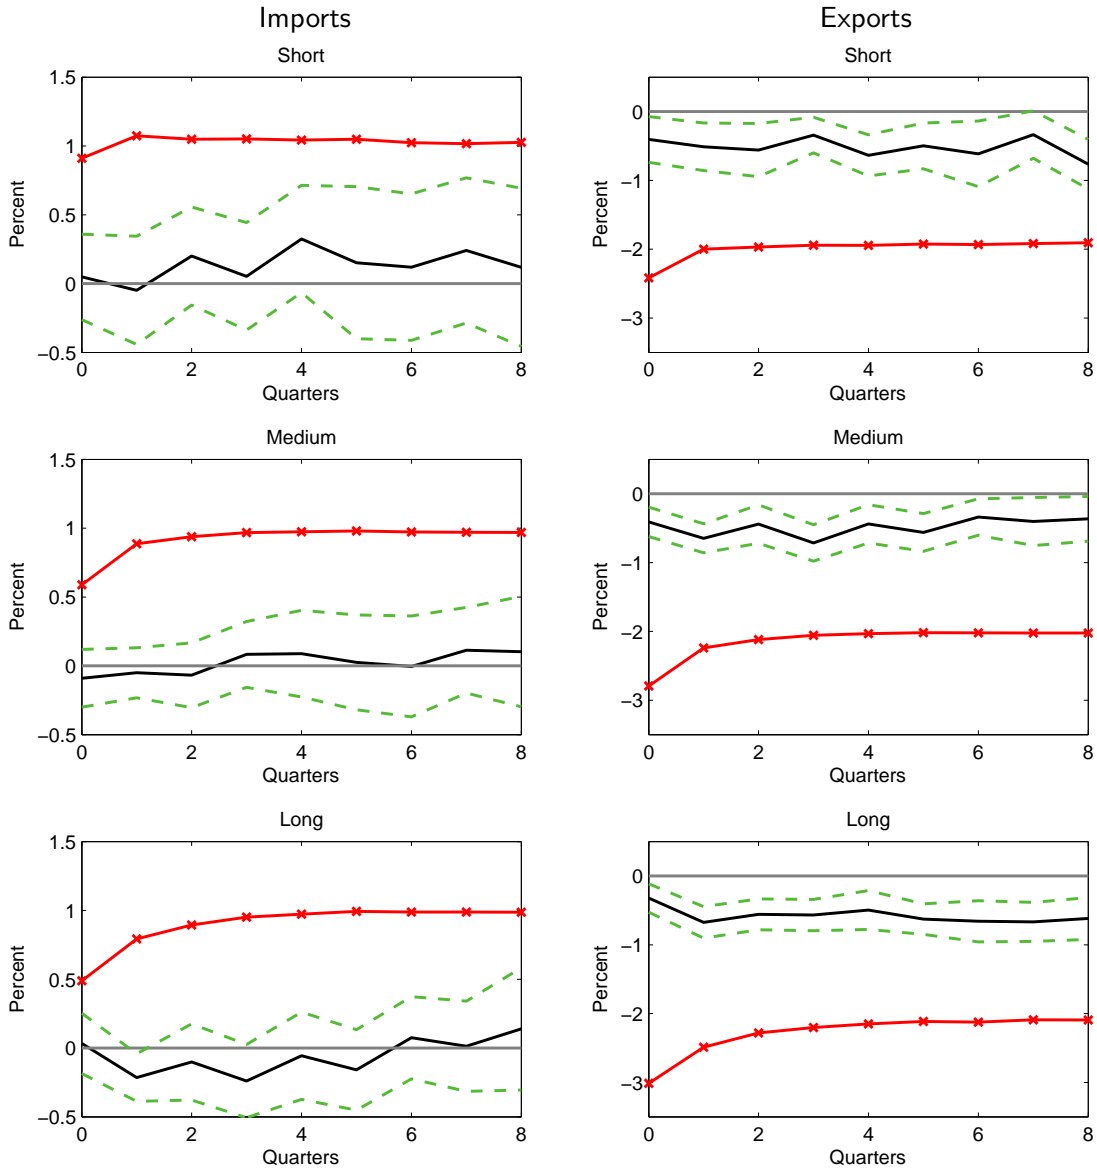 Imports
Exports
Short
Percent
1.5
1
0.5
0
−0.5
0 2 4 6 8
Quarters
Short
Percent
0
−1
−2
−3
0 2 4 6 8
Quarters
Medium
Percent
1.5
1
0.5
0
−0.5
0 2 4 6 8
Quarters
Medium
Percent
0
−1
−2
−3
0 2 4 6 8
Quarters
Long
Percent
1.5
1
0.5
0
−0.5
0 2 4 6 8
Quarters
Long
Percent
0
−1
−2
−3
0 2 4 6 8
Quarters